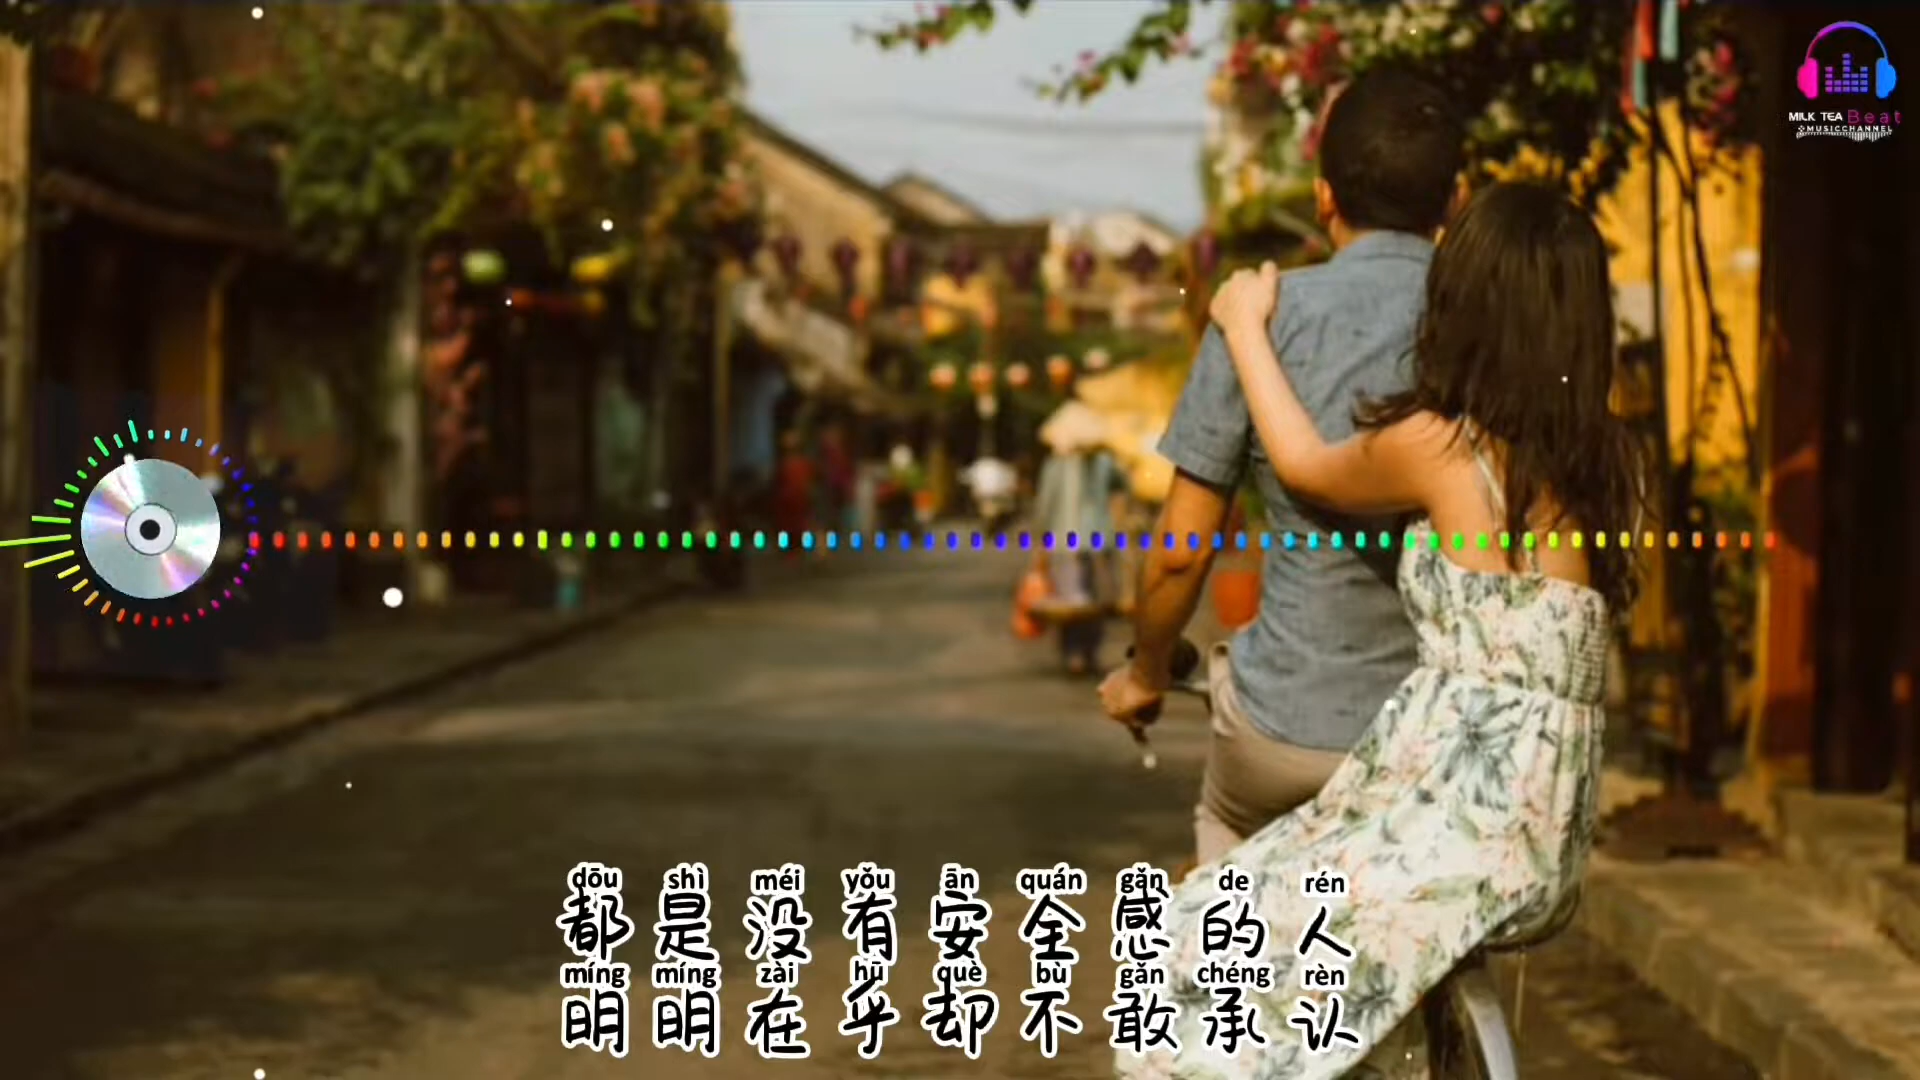 MILK TEA Beat
MUSICCHANNEL
dōu shì méi yǒu ān quán gǎn de rén
都是没有安全感的人
míng míng zài hū què bù gǎn chéng rèn
明明在乎却不敢承认